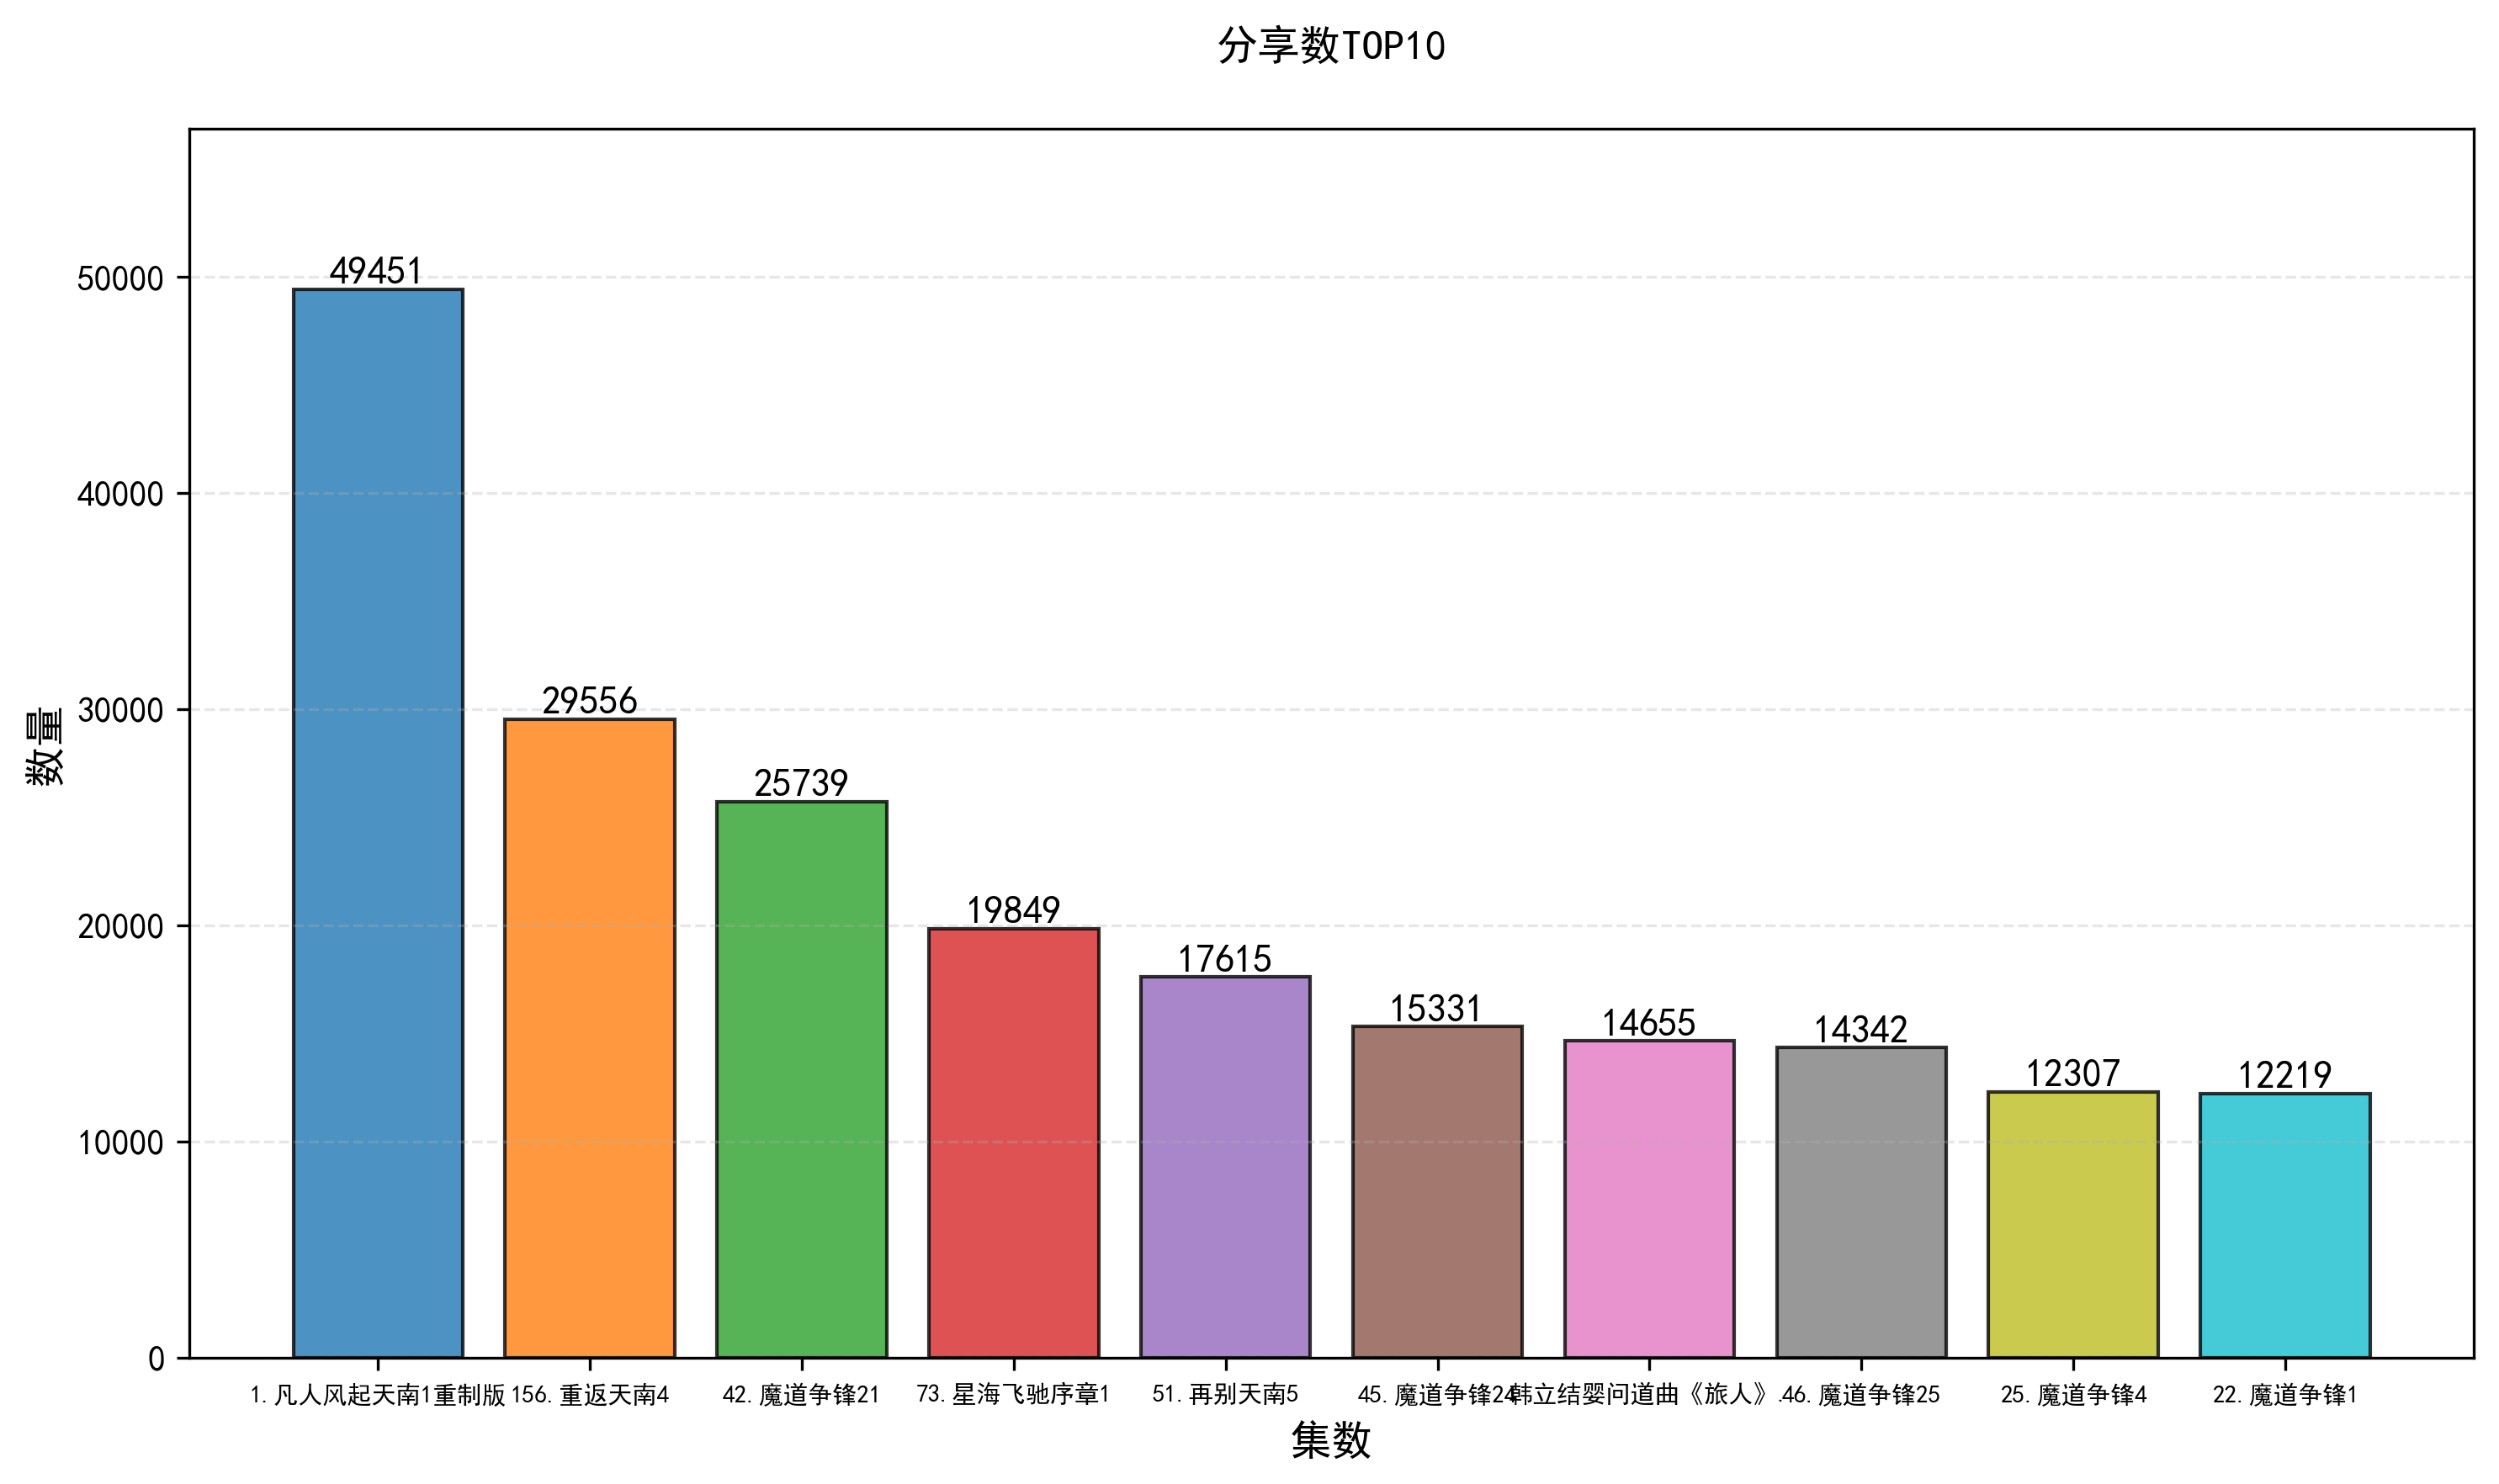 分享数TOP10
数量
50000
40000
30000
20000
10000
0
49451
29556
25739
19849
17615
15331
14655
14342
12307
12219
1.凡人风起天南1重制版
156.重返天南4
42.魔道争锋21
73.星海飞驰序章1
51.再别天南5
45.魔道争锋24
韩立结婴问道曲《旅人》.
46.魔道争锋25
25.魔道争锋4
22.魔道争锋1
集数